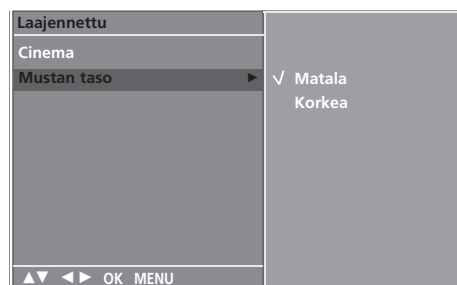 Laajennettu
Cinema
Mustan taso ►
√ Matala
Korkea
▲▼ ◄► OK MENU